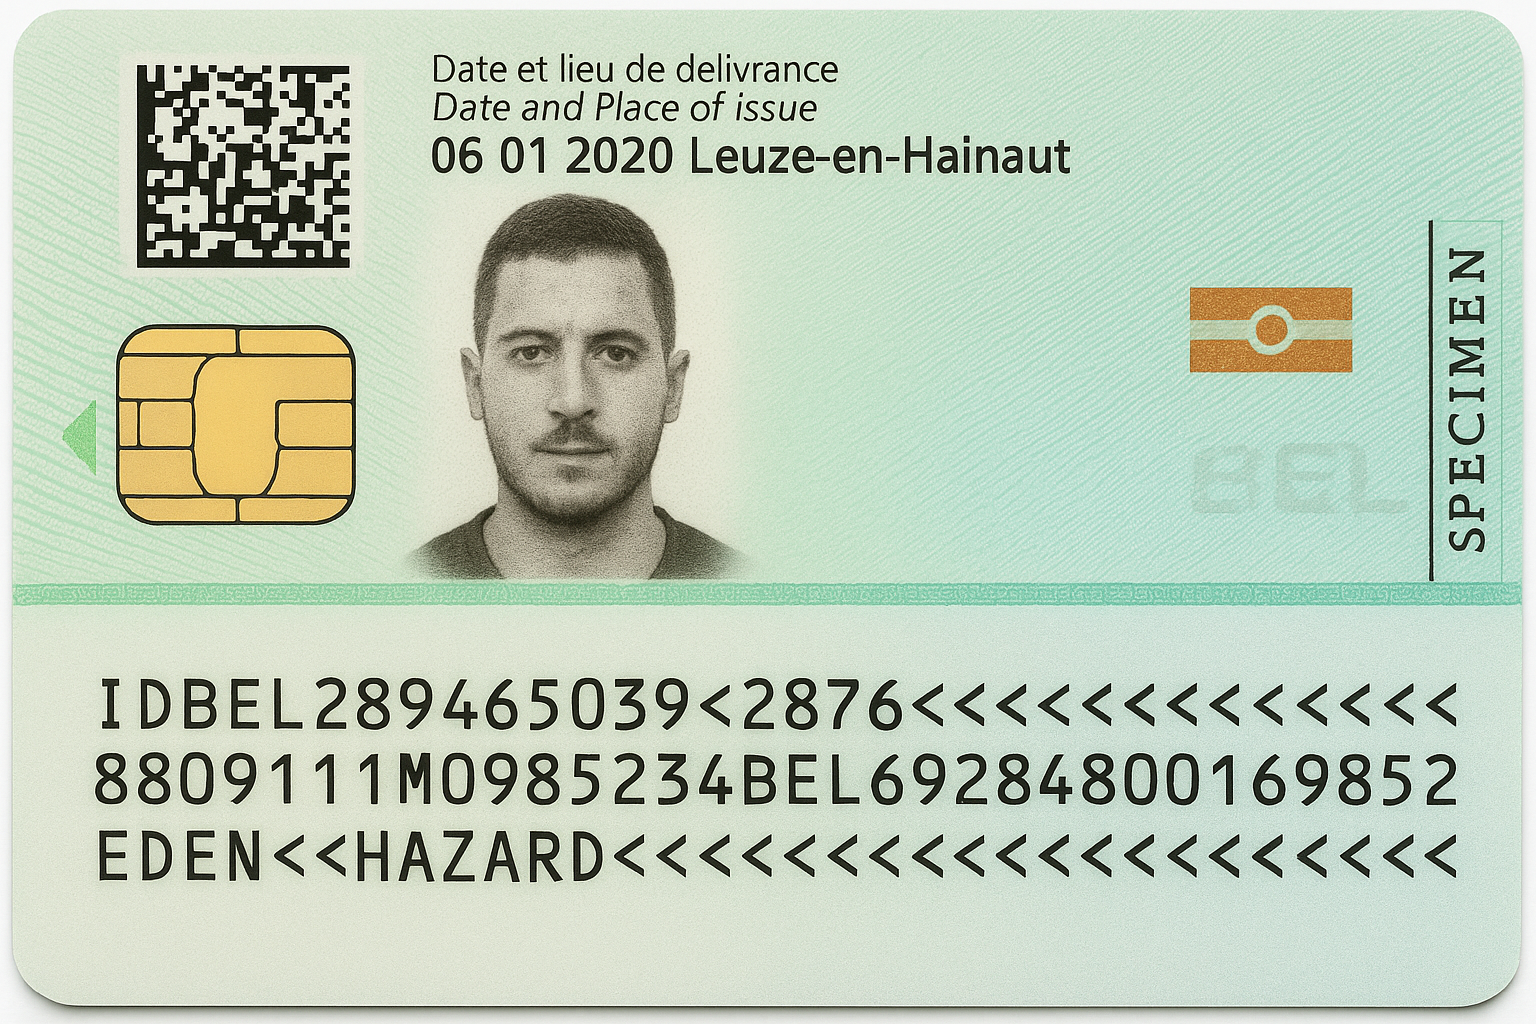 Date et lieu de delivrance
Date and Place of issue
06 01 2020 Leuze-en-Hainaut
BEL
SPECIMEN
IDBEL289465039<2876<<<<<<<<<<<<<
8809111M0985234BEL69284800169852
EDEN<<HAZARD<<<<<<<<<<<<<<<<<<<<